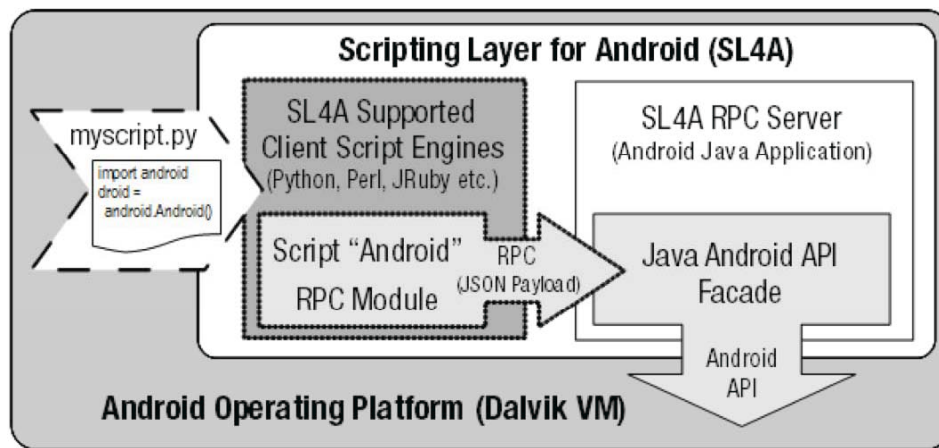 Scripting Layer for Android (SL4A)
myscript.py
import android
droid =
android.Android()
SL4A Supported
Client Script Engines
(Python, Perl, JRuby etc.)
Script “Android”
RPC Module
RPC
(JSON Payload)
SL4A RPC Server
(Android Java Application)
Java Android API
Facade
Android
API
Android Operating Platform (Dalvik VM)